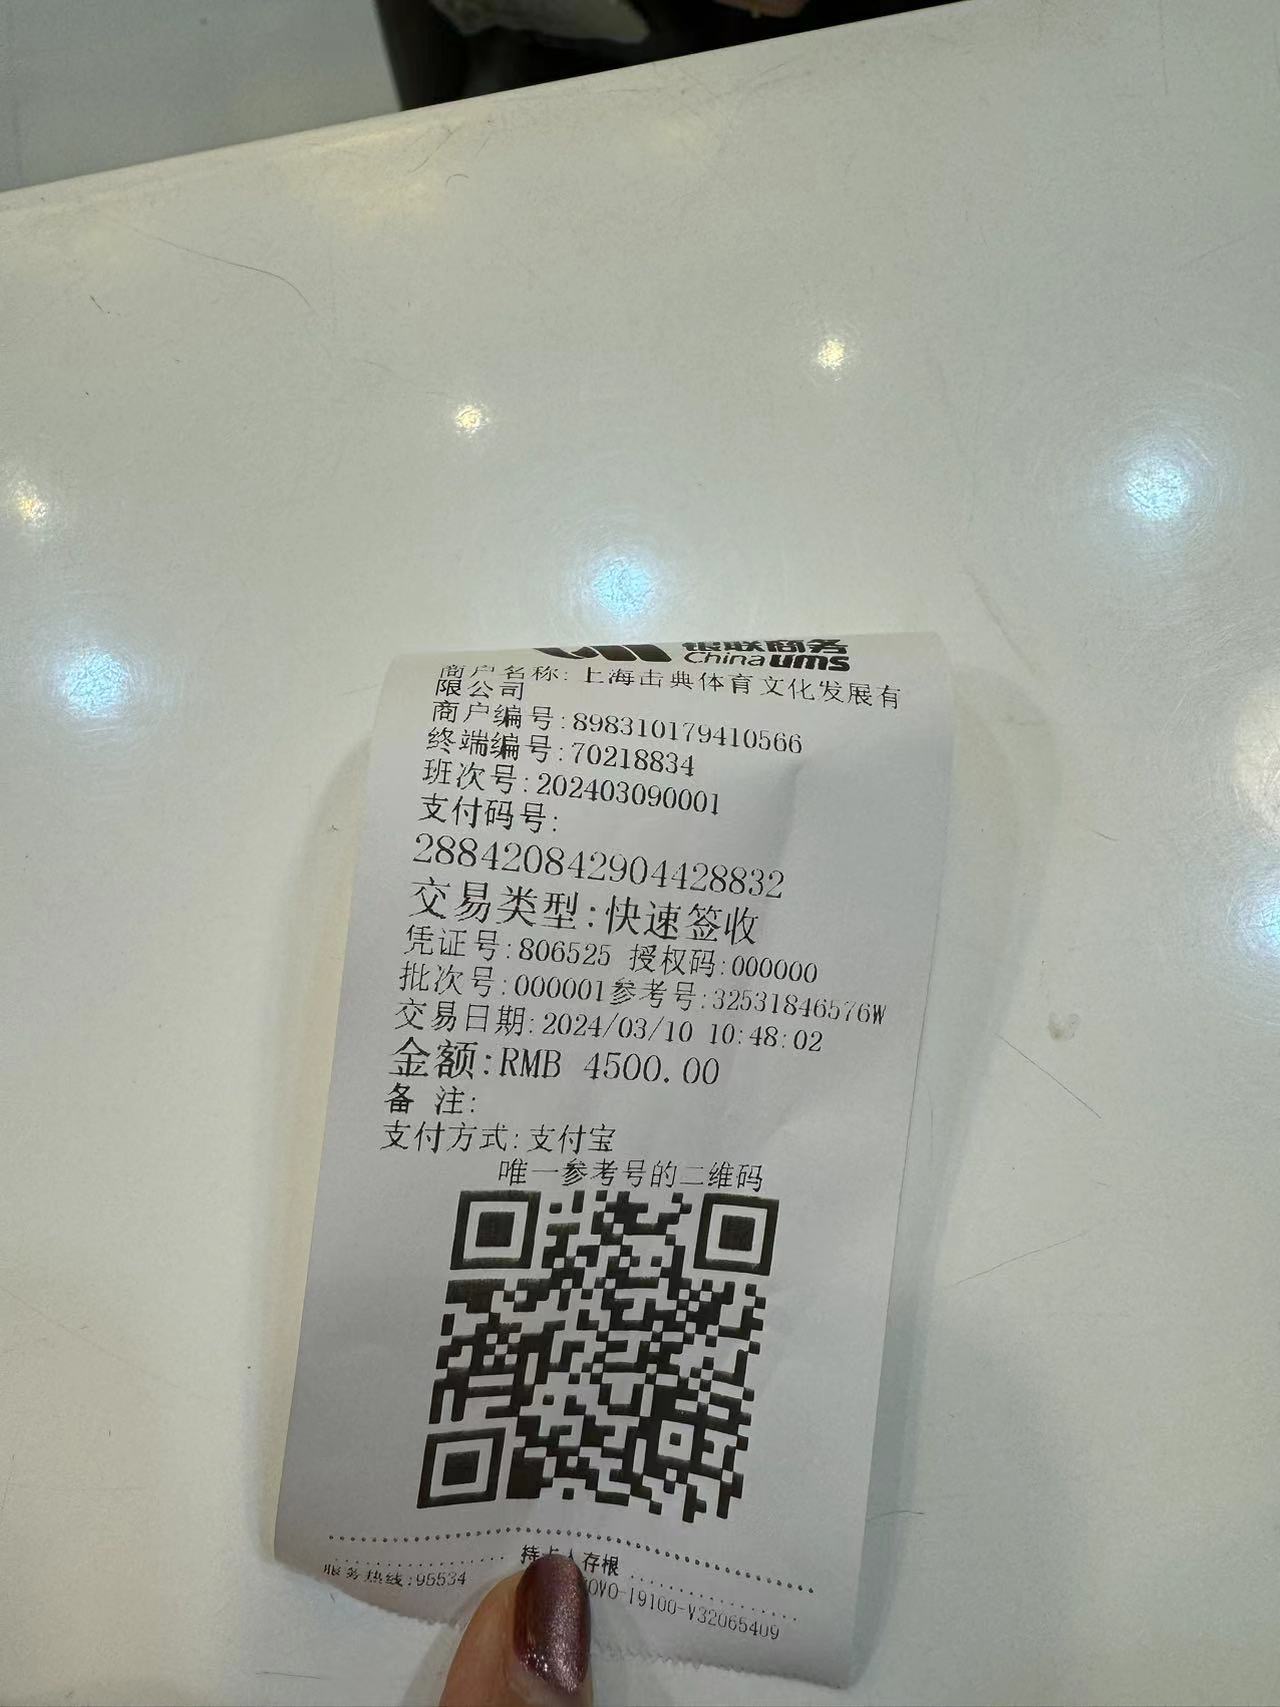 银联商务
China ums
商户名称:上海击典体育文化发展有
限公司
商户编号:898310179410566
终端编号:70218834
班次号:202403090001
支付码号:
288420842904428832
交易类型:快速签收
凭证号:806525 授权码:000000
批次号:000001参考号:32531846576W
交易日期:2024/03/10 10:48:02
金额:RMB 4500.00
备 注:
支付方式:支付宝
唯一参考号的二维码
持卡人存根
服务热线:95534